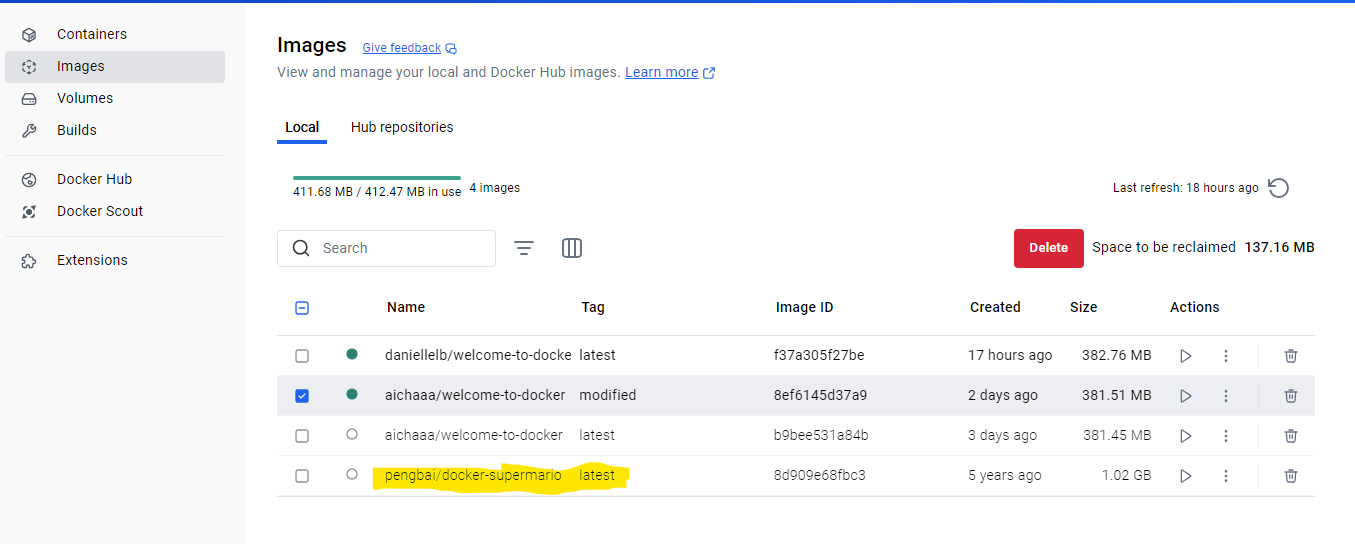 Containers
Images
Volumes
Builds
Docker Hub
Docker Scout
Extensions
Images Give feedback
View and manage your local and Docker Hub images. Learn more
Local Hub repositories
411.68 MB / 412.47 MB in use 4 images Last refresh: 18 hours ago
Search Delete Space to be reclaimed 137.16 MB
Name Tag Image ID Created Size Actions
daniellelb/welcome-to-docke latest f37a305f27be 17 hours ago 382.76 MB
aichaaa/welcome-to-docker modified 8ef6145d37a9 2 days ago 381.51 MB
aichaaa/welcome-to-docker latest b9bee531a84b 3 days ago 381.45 MB
pengbai/docker-supermario latest 8d909e68fbc3 5 years ago 1.02 GB